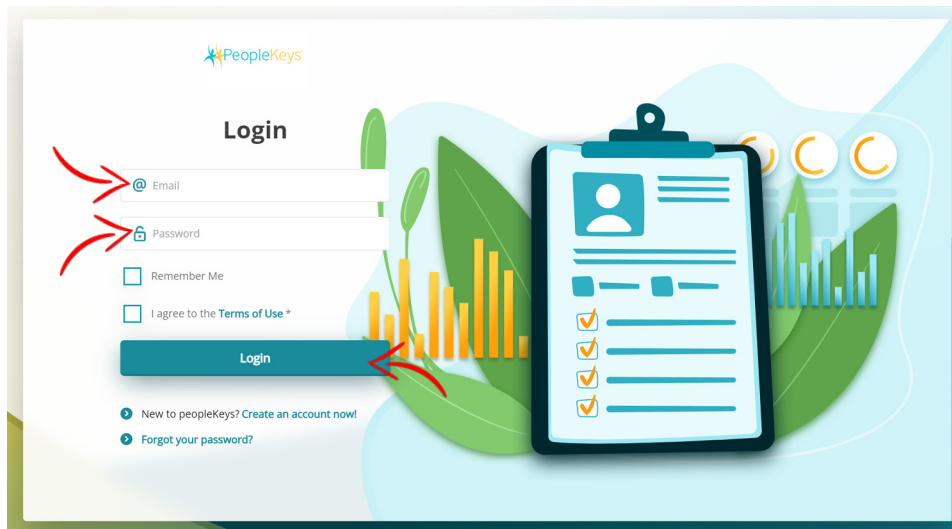 PeopleKeys
Login
@ Email
Password
Remember Me
I agree to the Terms of Use *
Login
New to peopleKeys? Create an account now!
Forgot your password?